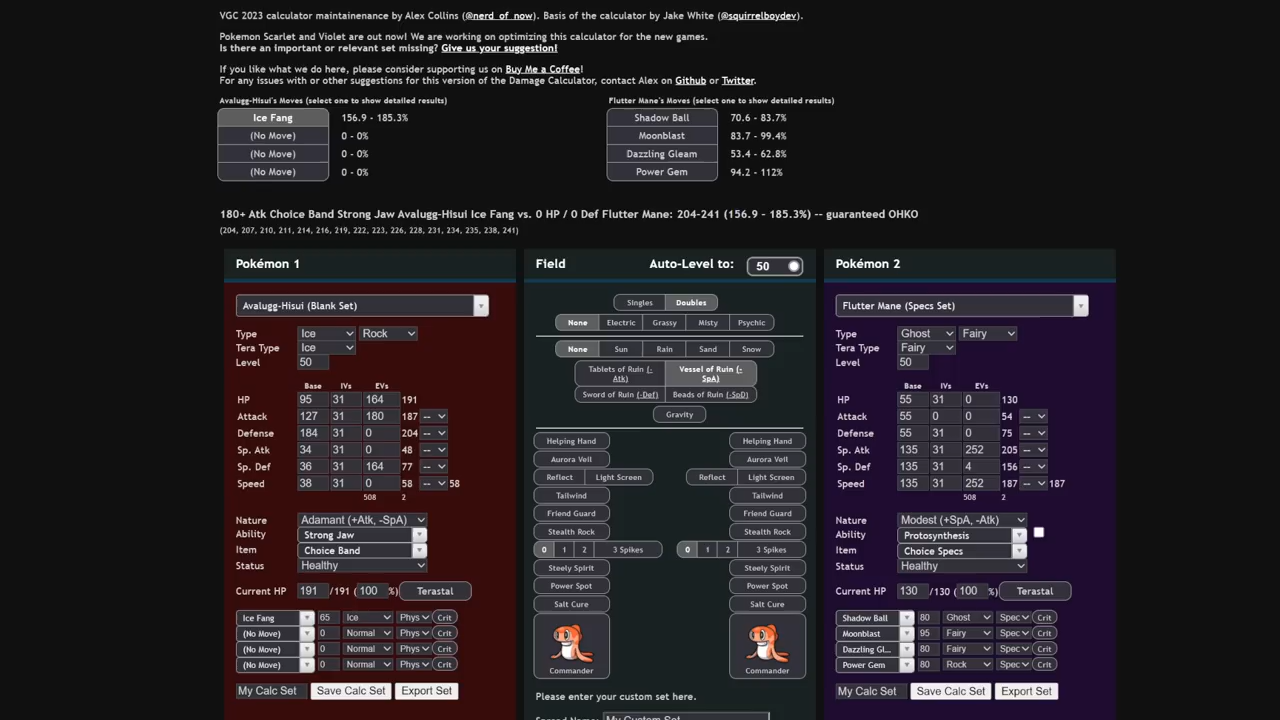 VGC 2023 calculator maintainenance by Alex Collins (@nerd_of_now). Basis of the calculator by Jake White (@squirrelboydev).
Pokemon Scarlet and Violet are out now! We are working on optimizing this calculator for the new games.
Is there an important or relevant set missing? Give us your suggestion!
If you like what we do here, please consider supporting us on Buy Me a Coffee!
For any issues with or other suggestions for this version of the Damage Calculator, contact Alex on Github or Twitter.
Avalugg-Hisui's Moves (select one to show detailed results)
Ice Fang 156.9 - 185.3%
(No Move) 0 - 0%
(No Move) 0 - 0%
(No Move) 0 - 0%
Flutter Mane's Moves (select one to show detailed results)
Shadow Ball 70.6 - 83.7%
Moonblast 83.7 - 99.4%
Dazzling Gleam 53.4 - 62.8%
Power Gem 94.2 - 112%
180+ Atk Choice Band Strong Jaw Avalugg-Hisui Ice Fang vs. 0 HP / 0 Def Flutter Mane: 204-241 (156.9 - 185.3%) -- guaranteed OHKO
(204, 207, 210, 211, 214, 216, 219, 222, 223, 226, 228, 231, 234, 235, 238, 241)
Pokémon 1
Avalugg-Hisui (Blank Set)
Type Ice Rock
Tera Type Ice
Level 50
Base IVs EVs
HP 95 31 164 191
Attack 127 31 180 187 --
Defense 184 31 0 204 --
Sp. Atk 34 31 0 48 --
Sp. Def 36 31 164 77 --
Speed 38 31 0 58 -- 58
508 2
Nature Adamant (+Atk, -SpA)
Ability Strong Jaw
Item Choice Band
Status Healthy
Current HP 191 /191 (100 %) Terastal
Ice Fang 65 Ice Phys Crit
(No Move) 0 Normal Phys Crit
(No Move) 0 Normal Phys Crit
(No Move) 0 Normal Phys Crit
My Calc Set Save Calc Set Export Set
Field Auto-Level to: 50
Singles Doubles
None Electric Grassy Misty Psychic
None Sun Rain Sand Snow
Tablets of Ruin (-Atk) Vessel of Ruin (-SpA)
Sword of Ruin (-Def) Beads of Ruin (-SpD)
Gravity
Helping Hand Helping Hand
Aurora Veil Aurora Veil
Reflect Light Screen Reflect Light Screen
Tailwind Tailwind
Friend Guard Friend Guard
Stealth Rock Stealth Rock
0 1 2 3 Spikes 0 1 2 3 Spikes
Steely Spirit Steely Spirit
Power Spot Power Spot
Salt Cure Salt Cure
Commander Commander
Please enter your custom set here.
Spread Name: My Custom Set
Pokémon 2
Flutter Mane (Specs Set)
Type Ghost Fairy
Tera Type Fairy
Level 50
Base IVs EVs
HP 55 31 0 130
Attack 55 0 0 54 --
Defense 55 31 0 75 --
Sp. Atk 135 31 252 205 --
Sp. Def 135 31 4 156 --
Speed 135 31 252 187 -- 187
508 2
Nature Modest (+SpA, -Atk)
Ability Protosynthesis
Item Choice Specs
Status Healthy
Current HP 130 /130 (100 %) Terastal
Shadow Ball 80 Ghost Spec Crit
Moonblast 95 Fairy Spec Crit
Dazzling Gl... 80 Fairy Spec Crit
Power Gem 80 Rock Spec Crit
My Calc Set Save Calc Set Export Set